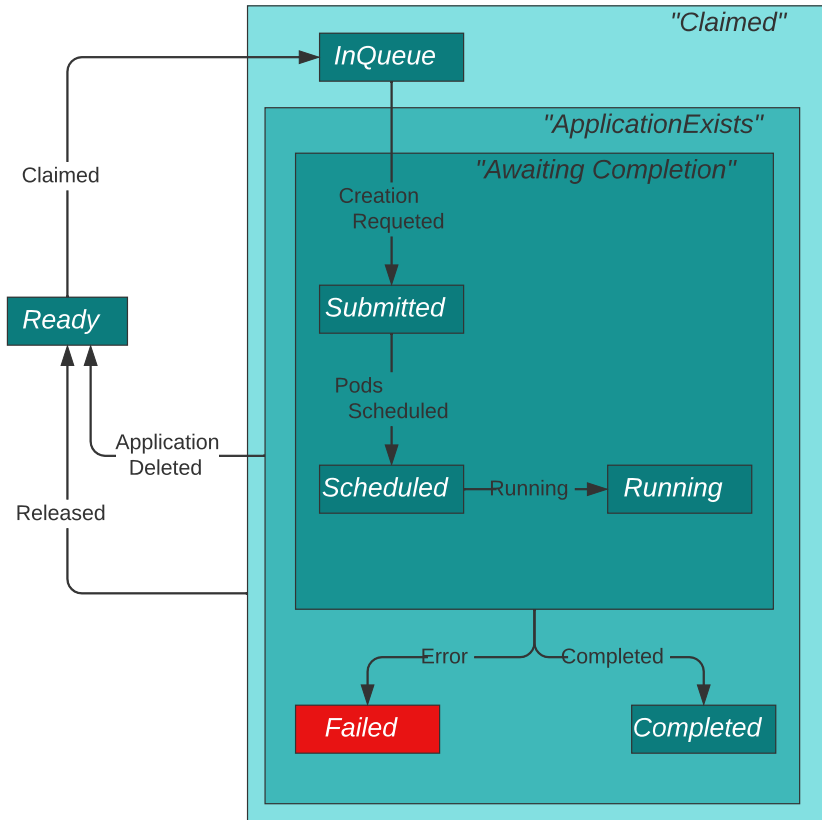 "Claimed"
InQueue
"ApplicationExists"
"Awaiting Completion"
Claimed
Creation
Requeted
Submitted
Ready
Pods
Scheduled
Application
Deleted
Scheduled
Running
Running
Released
Error
Completed
Failed
Completed